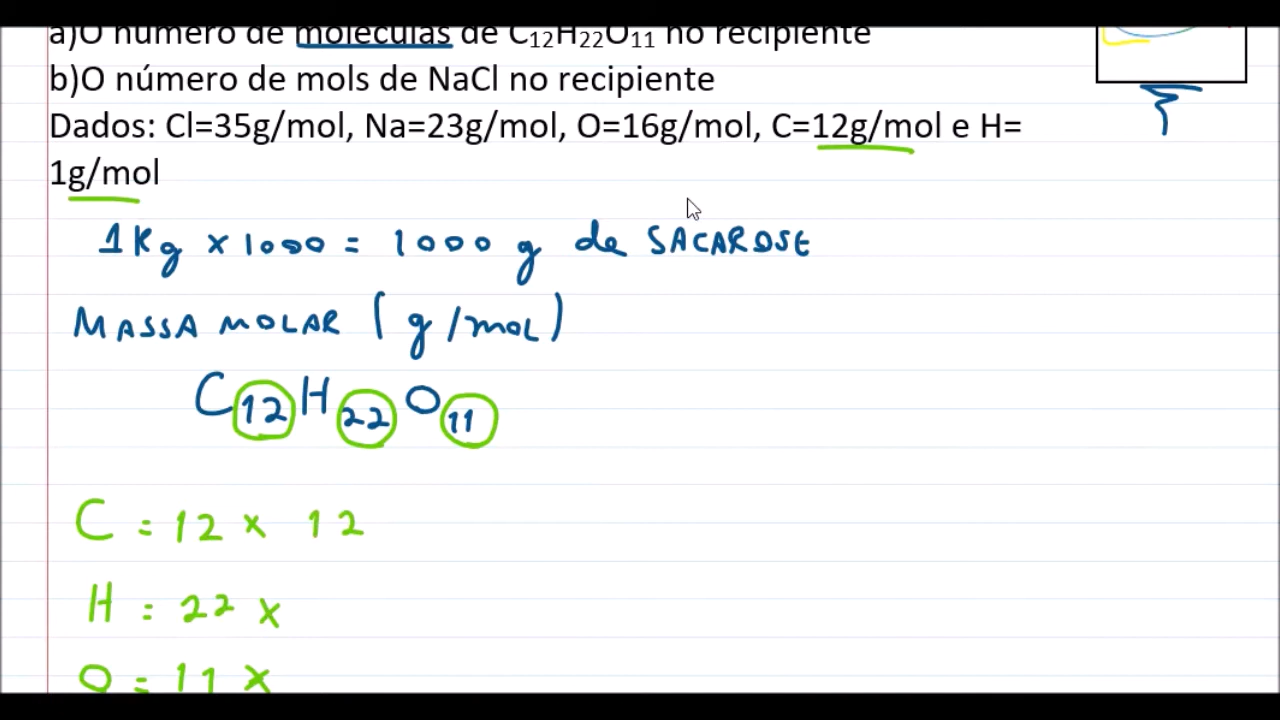 a)O número de moléculas de C₁₂H₂₂O₁₁ no recipiente
b)O número de mols de NaCl no recipiente
Dados: Cl=35g/mol, Na=23g/mol, O=16g/mol, C=12g/mol e H=
1g/mol
1Kg x 1000 = 1000 g de SACAROSE
MASSA MOLAR (g/mol)
C₁₂H₂₂O₁₁
C = 12 x 12
H = 22 x
O = 11 x